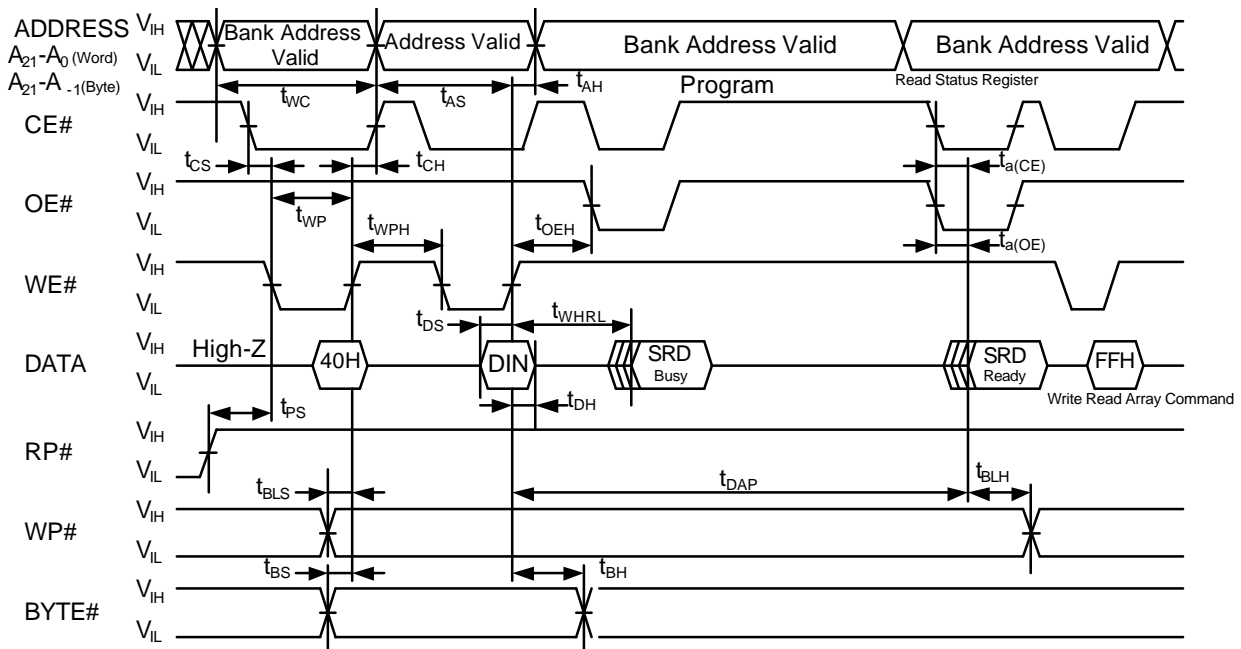 ADDRESS VIH Bank Address Valid Address Valid Bank Address Valid Bank Address Valid
A21-A0 (Word)
VIL
A21-A -1(Byte)
tWC tAS tAH Program Read Status Register
CE# VIH
VIL
tCS tCH ta(CE)
OE# VIH
VIL
tWP tWPH tOEH ta(OE)
WE# VIH
VIL
tDS tWHRL
DATA VIH High-Z 40H DIN SRD Busy SRD Ready FFH
VIL
tPS tDH Write Read Array Command
RP# VIH
VIL
tBLS tDAP tBLH
WP# VIH
VIL
tBS tBH
BYTE# VIH
VIL